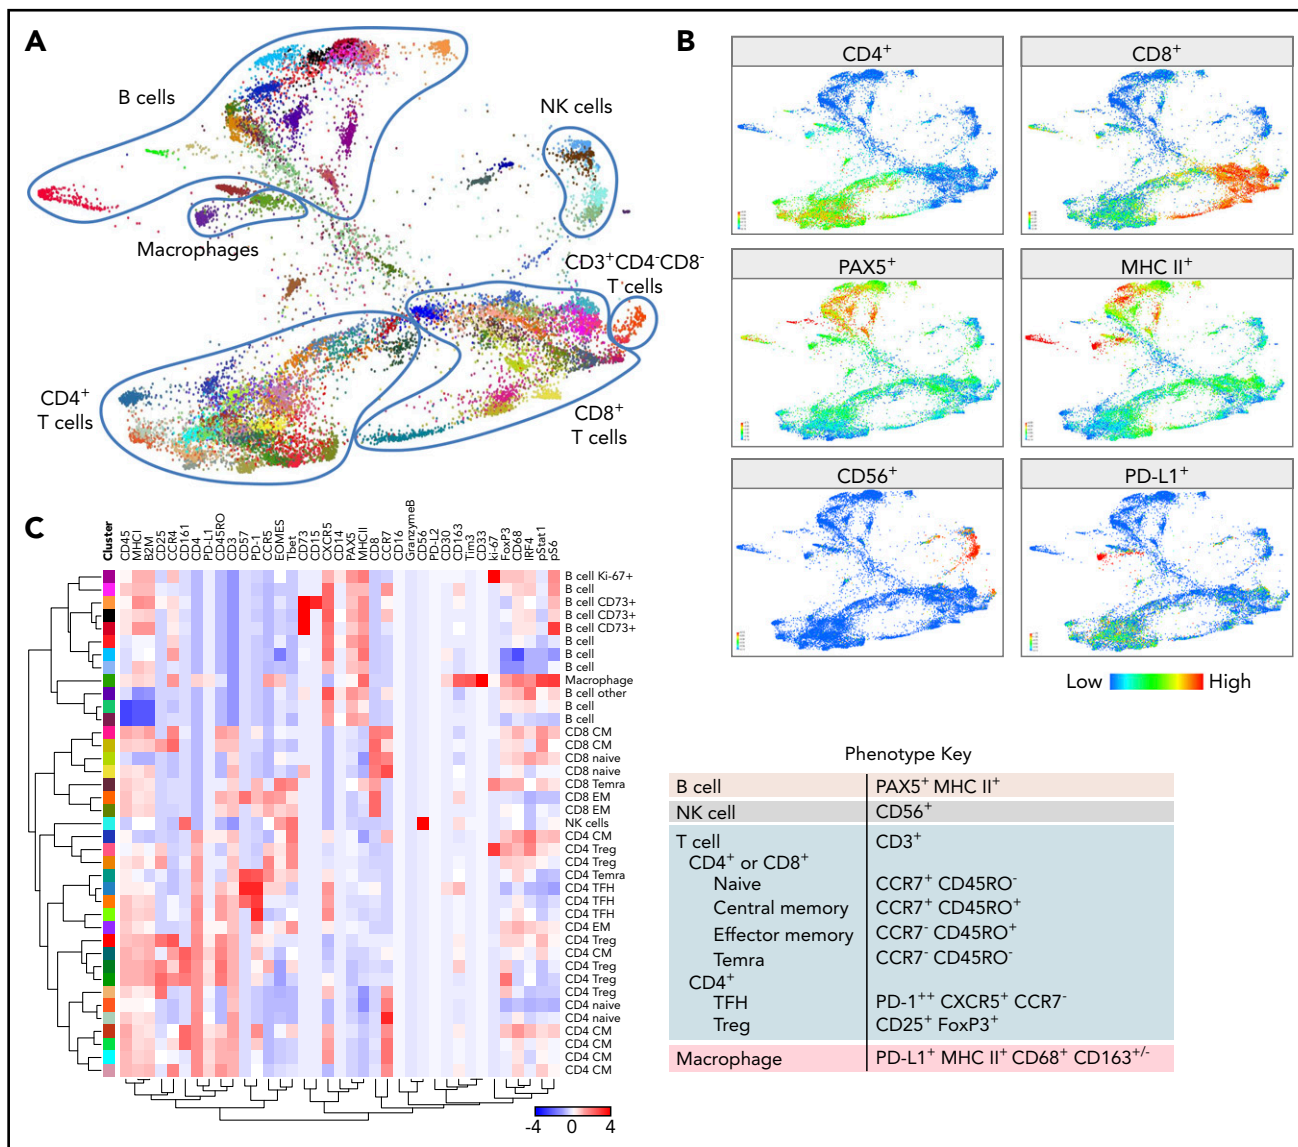 A
B cells
NK cells
Macrophages
CD3⁺CD4⁻CD8⁻
T cells
CD4⁺
T cells
CD8⁺
T cells
B
CD4⁺
CD8⁺
PAX5⁺
MHC II⁺
CD56⁺
PD-L1⁺
Low
High
C
Cluster
CD45
MHCI
B2M
CD25
CCR4
CD161
CD4
PD-L1
CD45RO
CD3
CD57
PD-1
CCR5
EOMES
Tbet
CD73
CD15
CXCR5
CD14
PAX5
MHCII
CD8
CCR7
CD16
GranzymeB
CD56
PD-L2
CD30
CD163
Tim3
CD33
ki-67
FoxP3
CD68
IRF4
pStat1
pS6
B cell Ki-67+
B cell
B cell CD73+
B cell CD73+
B cell CD73+
B cell
B cell
B cell
Macrophage
B cell other
B cell
B cell
CD8 CM
CD8 CM
CD8 naive
CD8 naive
CD8 Temra
CD8 EM
CD8 EM
NK cells
CD4 CM
CD4 Treg
CD4 Treg
CD4 Temra
CD4 TFH
CD4 TFH
CD4 TFH
CD4 EM
CD4 Treg
CD4 CM
CD4 Treg
CD4 Treg
CD4 Treg
CD4 naive
CD4 naive
CD4 CM
CD4 CM
CD4 CM
CD4 CM
-4 0 4
Phenotype Key
B cell PAX5⁺ MHC II⁺
NK cell CD56⁺
T cell CD3⁺
CD4⁺ or CD8⁺
Naive CCR7⁺ CD45RO⁻
Central memory CCR7⁺ CD45RO⁺
Effector memory CCR7⁻ CD45RO⁺
Temra CCR7⁻ CD45RO⁻
CD4⁺
TFH PD-1⁺⁺ CXCR5⁺ CCR7⁻
Treg CD25⁺ FoxP3⁺
Macrophage PD-L1⁺ MHC II⁺ CD68⁺ CD163⁺/⁻